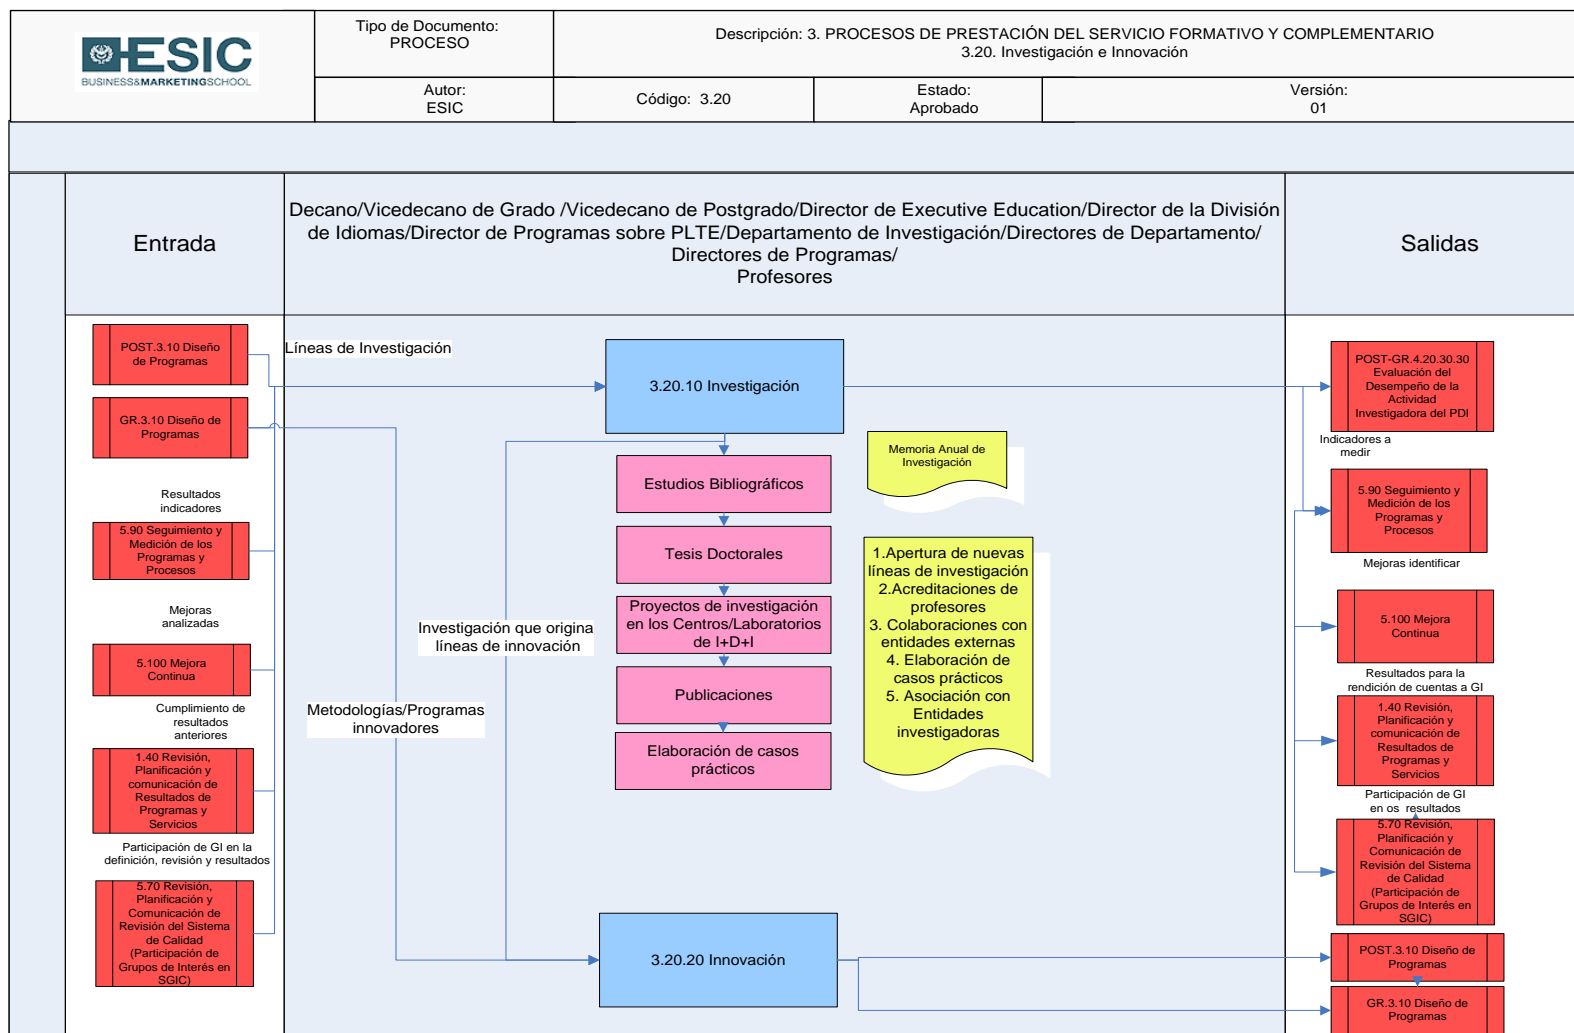 ESIC
BUSINESS&MARKETINGSCHOOL
Tipo de Documento:
PROCESO
Descripción: 3. PROCESOS DE PRESTACIÓN DEL SERVICIO FORMATIVO Y COMPLEMENTARIO
3.20. Investigación e Innovación
Autor:
ESIC
Código: 3.20
Estado:
Aprobado
Versión:
01
Entrada
Decano/Vicedecano de Grado /Vicedecano de Postgrado/Director de Executive Education/Director de la División
de Idiomas/Director de Programas sobre PLTE/Departamento de Investigación/Directores de Departamento/
Directores de Programas/
Profesores
Salidas
POST.3.10 Diseño
de Programas
GR.3.10 Diseño de
Programas
Resultados
indicadores
5.90 Seguimiento y
Medición de los
Programas y
Procesos
Mejoras
analizadas
5.100 Mejora
Continua
Cumplimiento de
resultados
anteriores
1.40 Revisión,
Planificación y
comunicación de
Resultados de
Programas y
Servicios
Participación de GI en la
definición, revisión y resultados
5.70 Revisión,
Planificación y
Comunicación de
Revisión del Sistema
de Calidad
(Participación de
Grupos de Interés en
SGIC)
Líneas de Investigación
3.20.10 Investigación
Estudios Bibliográficos
Tesis Doctorales
Proyectos de investigación
en los Centros/Laboratorios
de I+D+I
Publicaciones
Elaboración de casos
prácticos
Investigación que origina
líneas de innovación
Metodologías/Programas
innovadores
Memoria Anual de
Investigación
1.Apertura de nuevas
líneas de investigación
2.Acreditaciones de
profesores
3. Colaboraciones con
entidades externas
4. Elaboración de
casos prácticos
5. Asociación con
Entidades
investigadoras
3.20.20 Innovación
POST-GR.4.20.30.30
Evaluación del
Desempeño de la
Actividad
Investigadora del PDI
Indicadores a
medir
5.90 Seguimiento y
Medición de los
Programas y
Procesos
Mejoras identificar
5.100 Mejora
Continua
Resultados para la
rendición de cuentas a GI
1.40 Revisión,
Planificación y
comunicación de
Resultados de
Programas y
Servicios
Participación de GI
en os resultados
5.70 Revisión,
Planificación y
Comunicación de
Revisión del Sistema
de Calidad
(Participación de
Grupos de Interés en
SGIC)
POST.3.10 Diseño de
Programas
GR.3.10 Diseño de
Programas